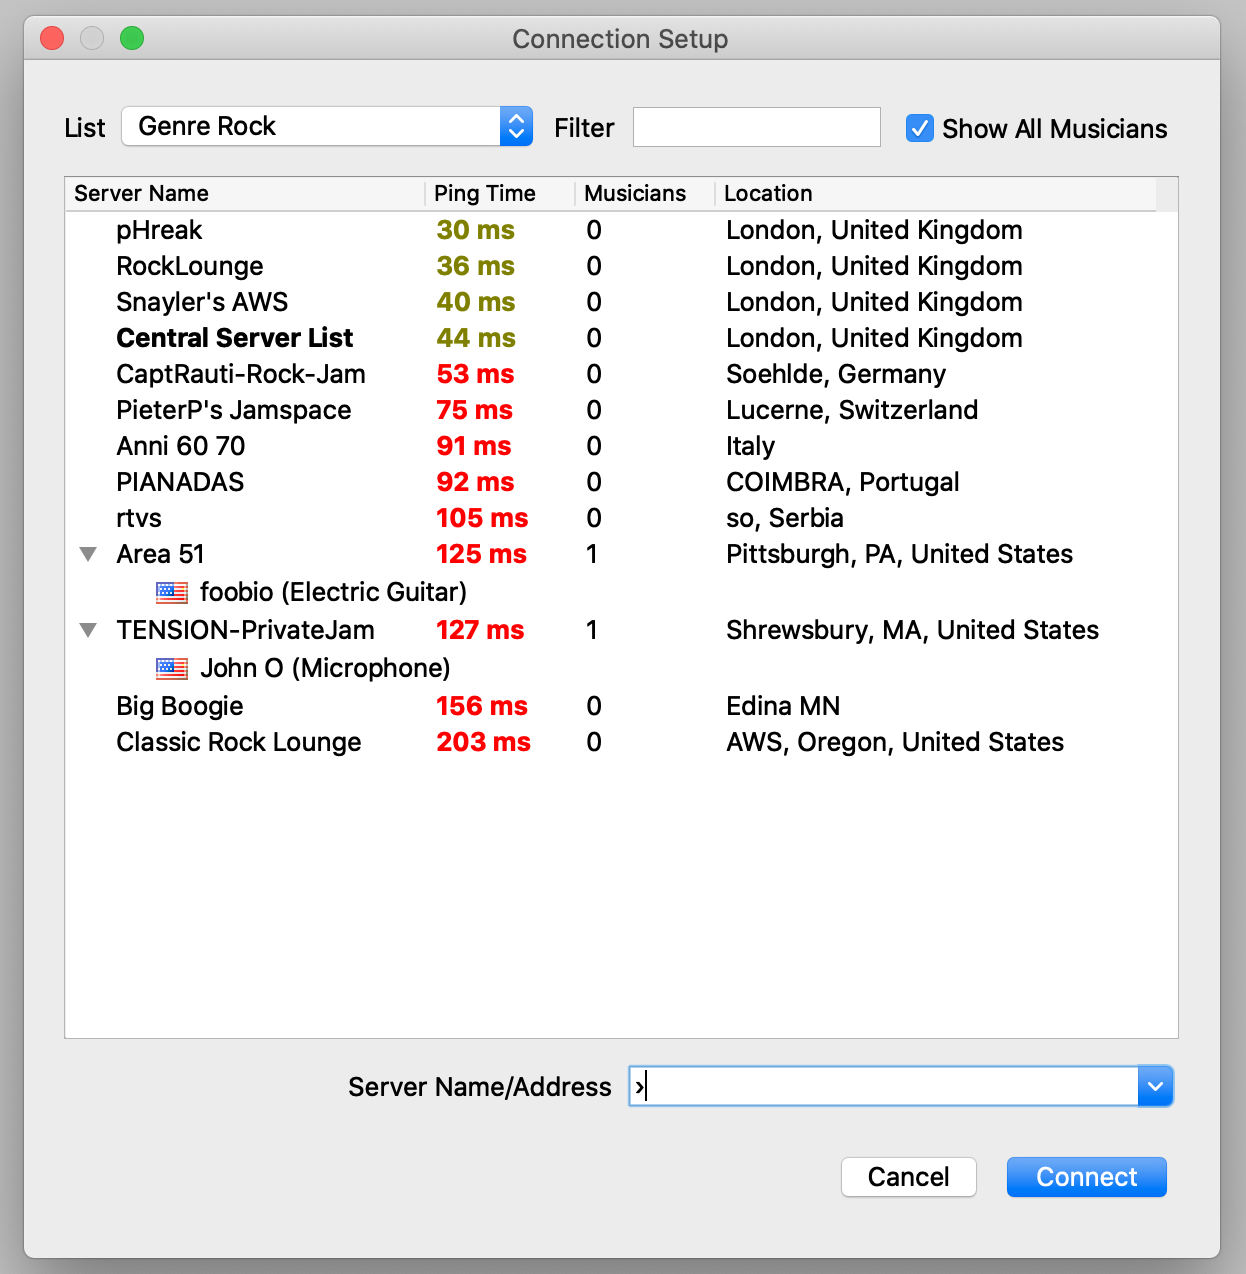 Connection Setup
List Genre Rock Filter Show All Musicians
Server Name Ping Time Musicians Location
pHreak 30 ms 0 London, United Kingdom
RockLounge 36 ms 0 London, United Kingdom
Snayler's AWS 40 ms 0 London, United Kingdom
Central Server List 44 ms 0 London, United Kingdom
CaptRauti-Rock-Jam 53 ms 0 Soehlde, Germany
PieterP's Jamspace 75 ms 0 Lucerne, Switzerland
Anni 60 70 91 ms 0 Italy
PIANADAS 92 ms 0 COIMBRA, Portugal
rtvs 105 ms 0 so, Serbia
Area 51 125 ms 1 Pittsburgh, PA, United States
foobio (Electric Guitar)
TENSION-PrivateJam 127 ms 1 Shrewsbury, MA, United States
John O (Microphone)
Big Boogie 156 ms 0 Edina MN
Classic Rock Lounge 203 ms 0 AWS, Oregon, United States
Server Name/Address ›
Cancel Connect